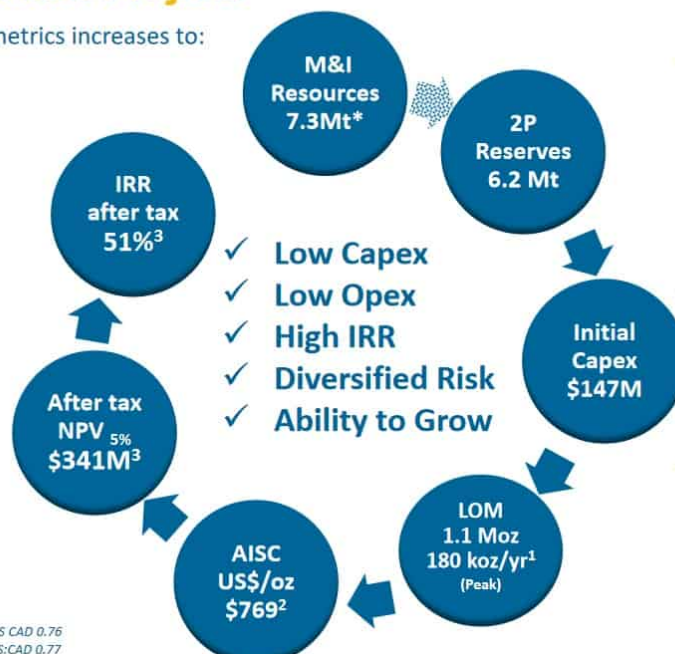 metrics increases to:
M&I
Resources
7.3Mt*
2P
Reserves
6.2 Mt
Initial
Capex
$147M
LOM
1.1 Moz
180 koz/yr¹
(Peak)
AISC
US$/oz
$769²
After tax
NPV 5%
$341M³
IRR
after tax
51%³
✓ Low Capex
✓ Low Opex
✓ High IRR
✓ Diversified Risk
✓ Ability to Grow
S CAD 0.76
S:CAD 0.77